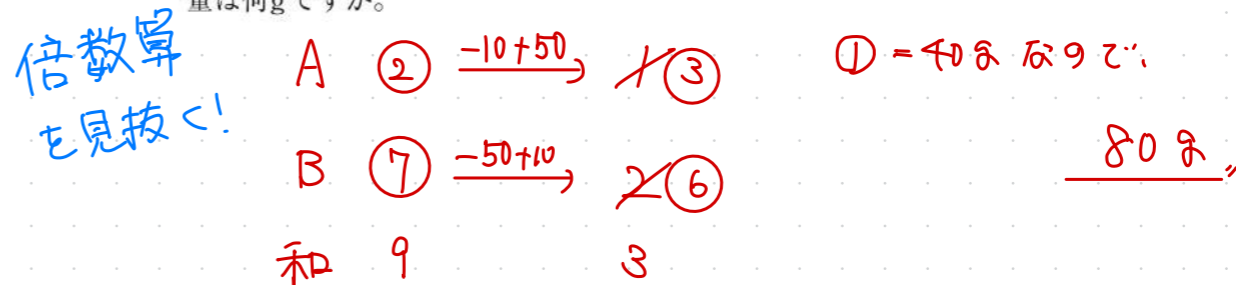 量は何gですか。
倍数算
を見抜く!
A ② -10+50 1 ③
B ⑦ -50+10 2 ⑥
和 9 3
① = 40g なので、
80g